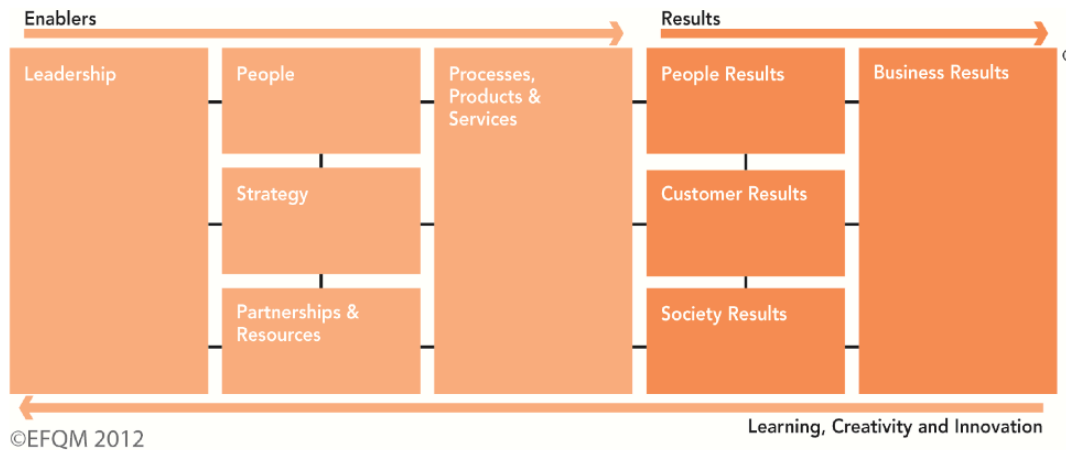 Enablers
Results
Leadership
People
Processes,
Products &
Services
People Results
Business Results
Strategy
Customer Results
Partnerships &
Resources
Society Results
Learning, Creativity and Innovation
©EFQM 2012